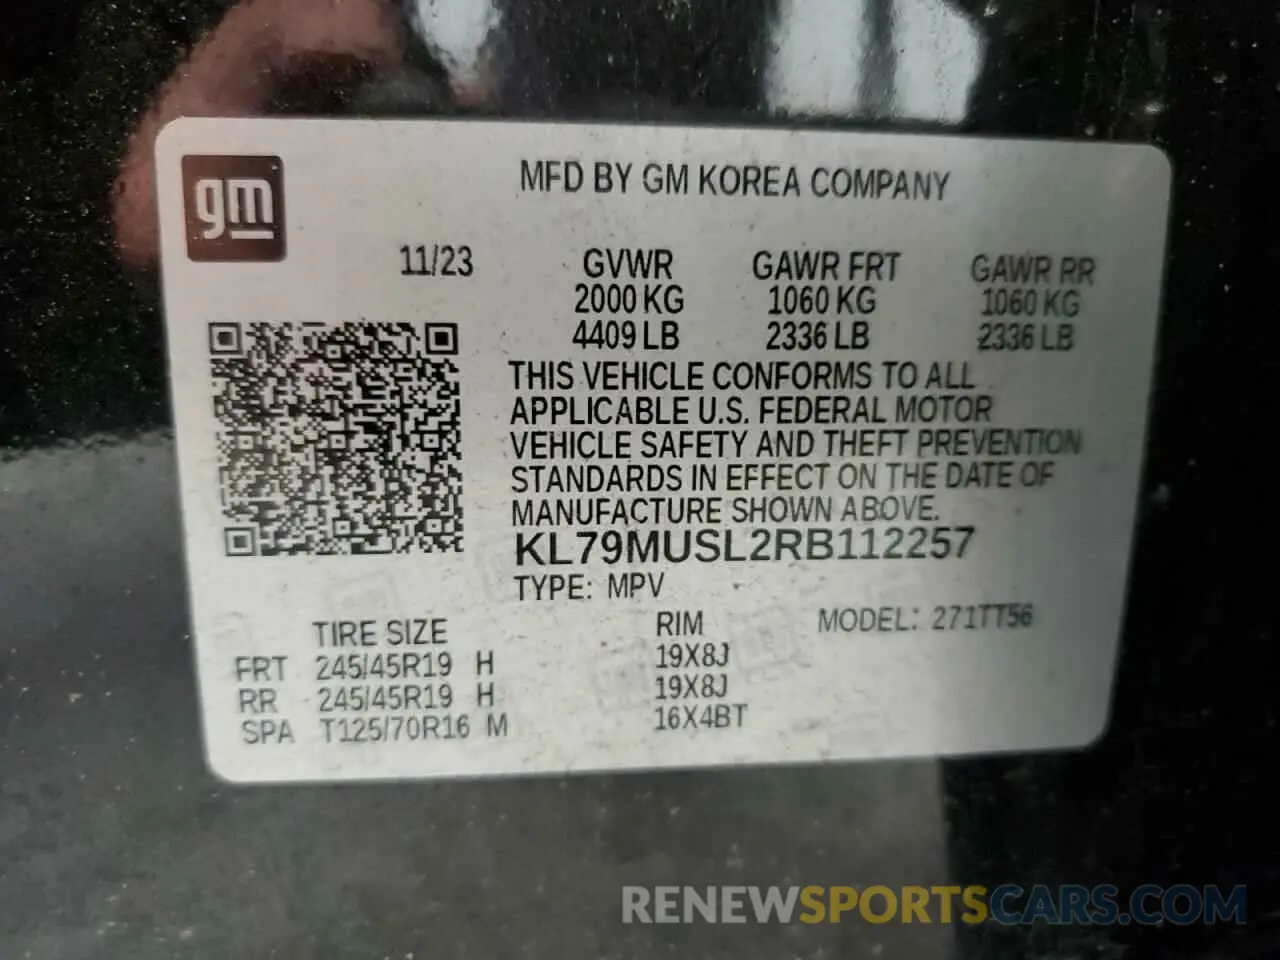 gm
MFD BY GM KOREA COMPANY
11/23 GVWR GAWR FRT GAWR RR
2000 KG 1060 KG 1060 KG
4409 LB 2336 LB 2336 LB
THIS VEHICLE CONFORMS TO ALL
APPLICABLE U.S. FEDERAL MOTOR
VEHICLE SAFETY AND THEFT PREVENTION
STANDARDS IN EFFECT ON THE DATE OF
MANUFACTURE SHOWN ABOVE.
KL79MUSL2RB112257
TYPE: MPV
TIRE SIZE RIM MODEL: 271TT56
FRT 245/45R19 H 19X8J
RR 245/45R19 H 19X8J
SPA T125/70R16 M 16X4BT
RENEWSPORTSCARS.COM